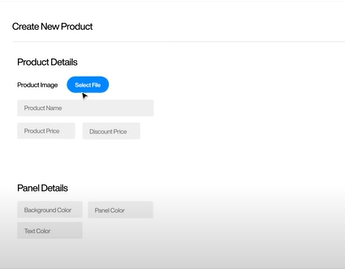 Create New Product
Product Details
Product Image Select File
Product Name
Product Price Discount Price
Panel Details
Background Color Panel Color
Text Color